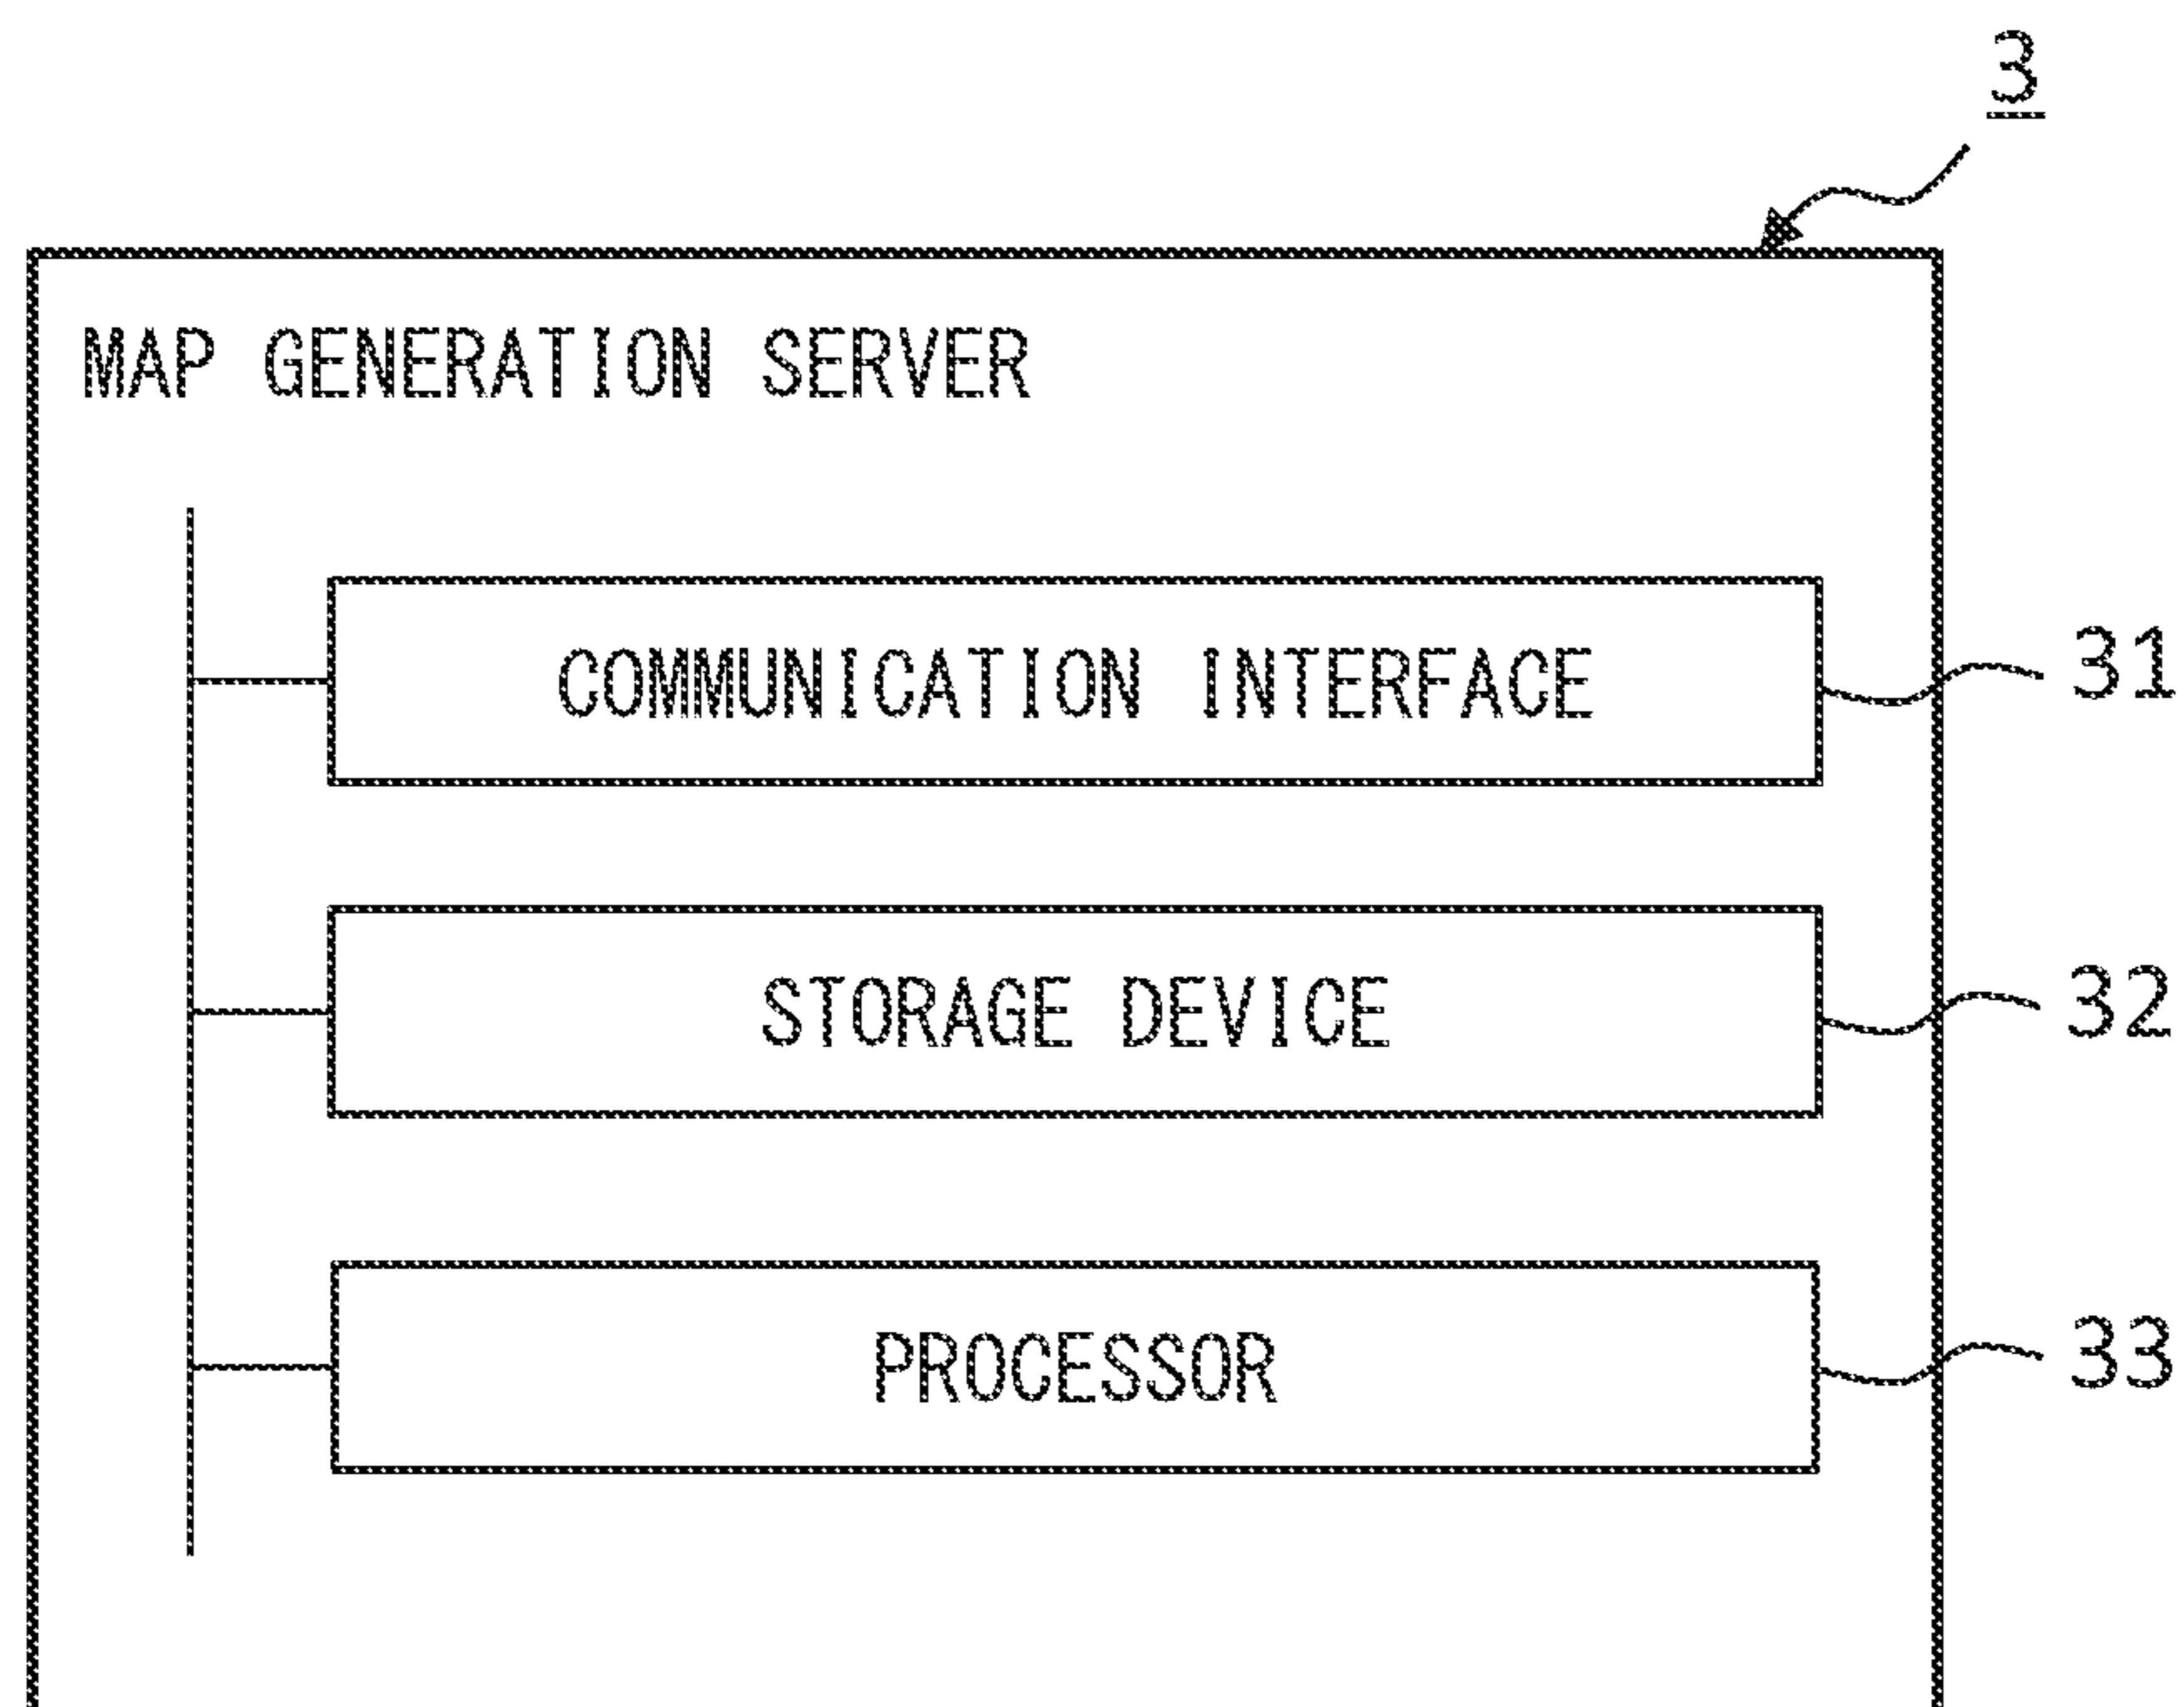 3
MAP GENERATION SERVER
COMMUNICATION INTERFACE 31
STORAGE DEVICE 32
PROCESSOR 33